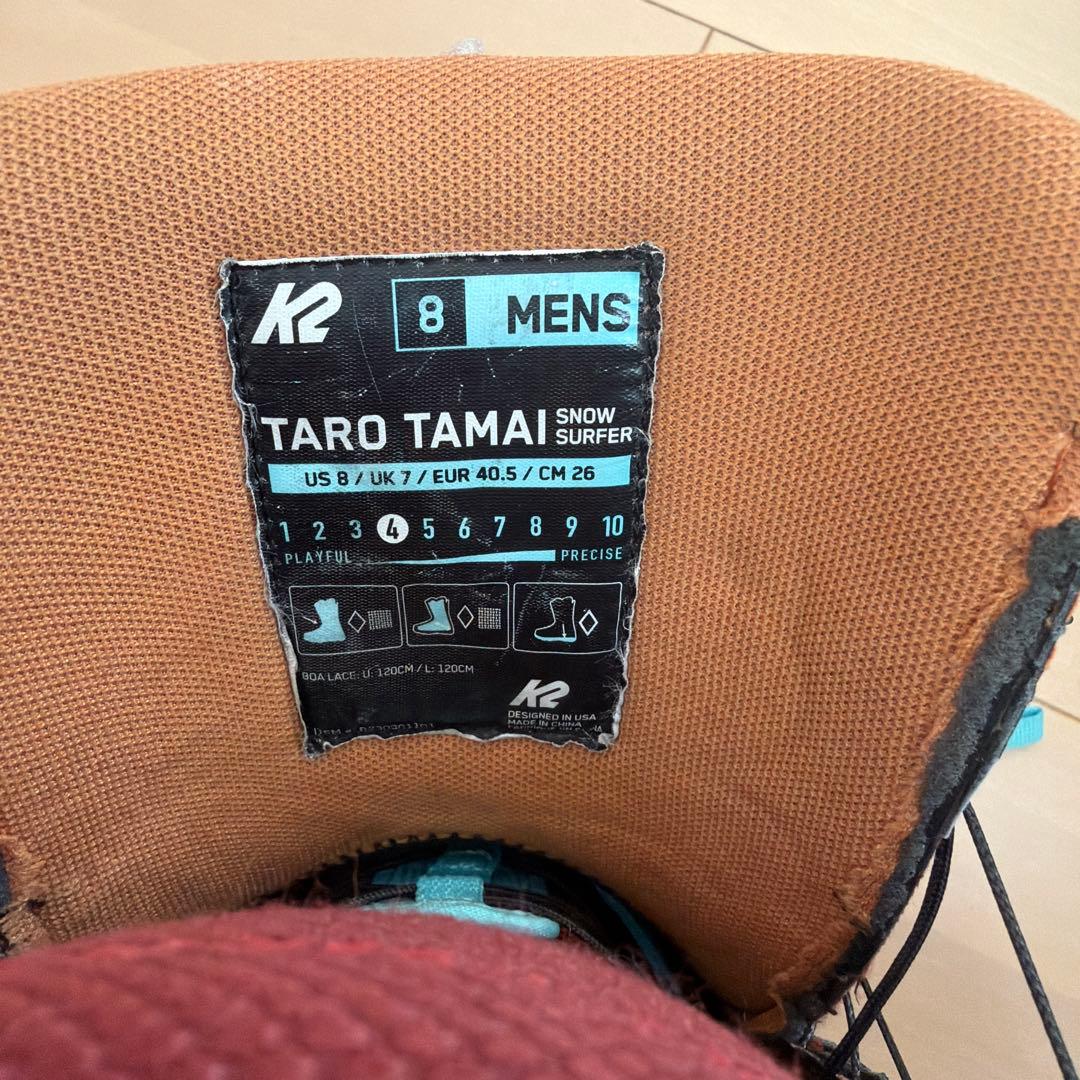 K2 8 MENS
TARO TAMAI SNOW SURFER
US 8 / UK 7 / EUR 40.5 / CM 26
1 2 3 4 5 6 7 8 9 10
PLAYFUL PRECISE
BOA LACE: U: 120CM / L: 120CM
K2
DESIGNED IN USA
MADE IN CHINA